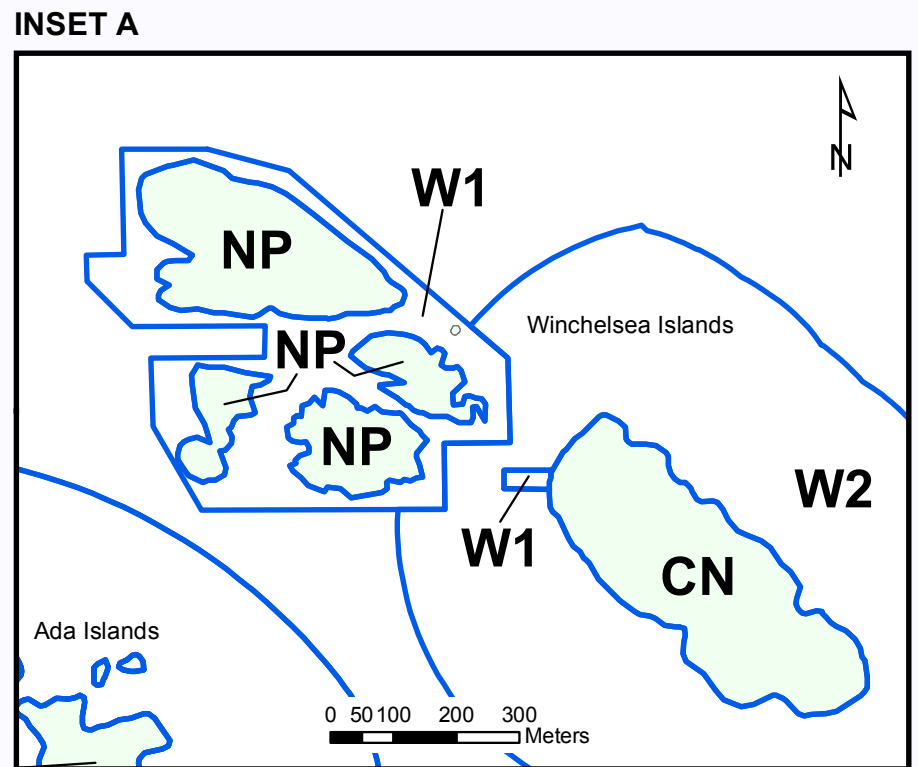 INSET A
N
W1
NP
Winchelsea Islands
NP
NP
W2
W1
CN
Ada Islands
0 50 100 200 300
Meters